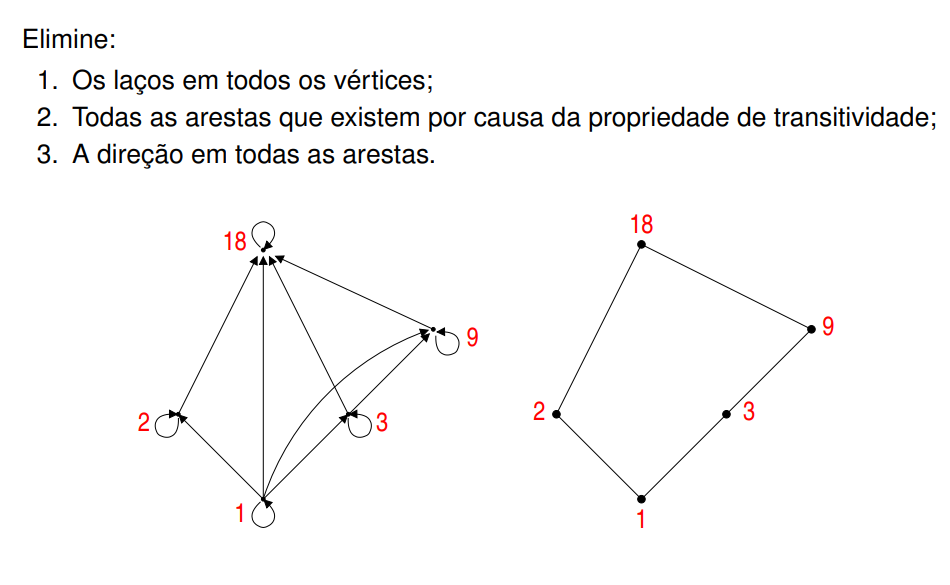 Elimine:
1. Os laços em todos os vértices;
2. Todas as arestas que existem por causa da propriedade de transitividade;
3. A direção em todas as arestas.
18
18
9
9
2
3
2
3
1
1